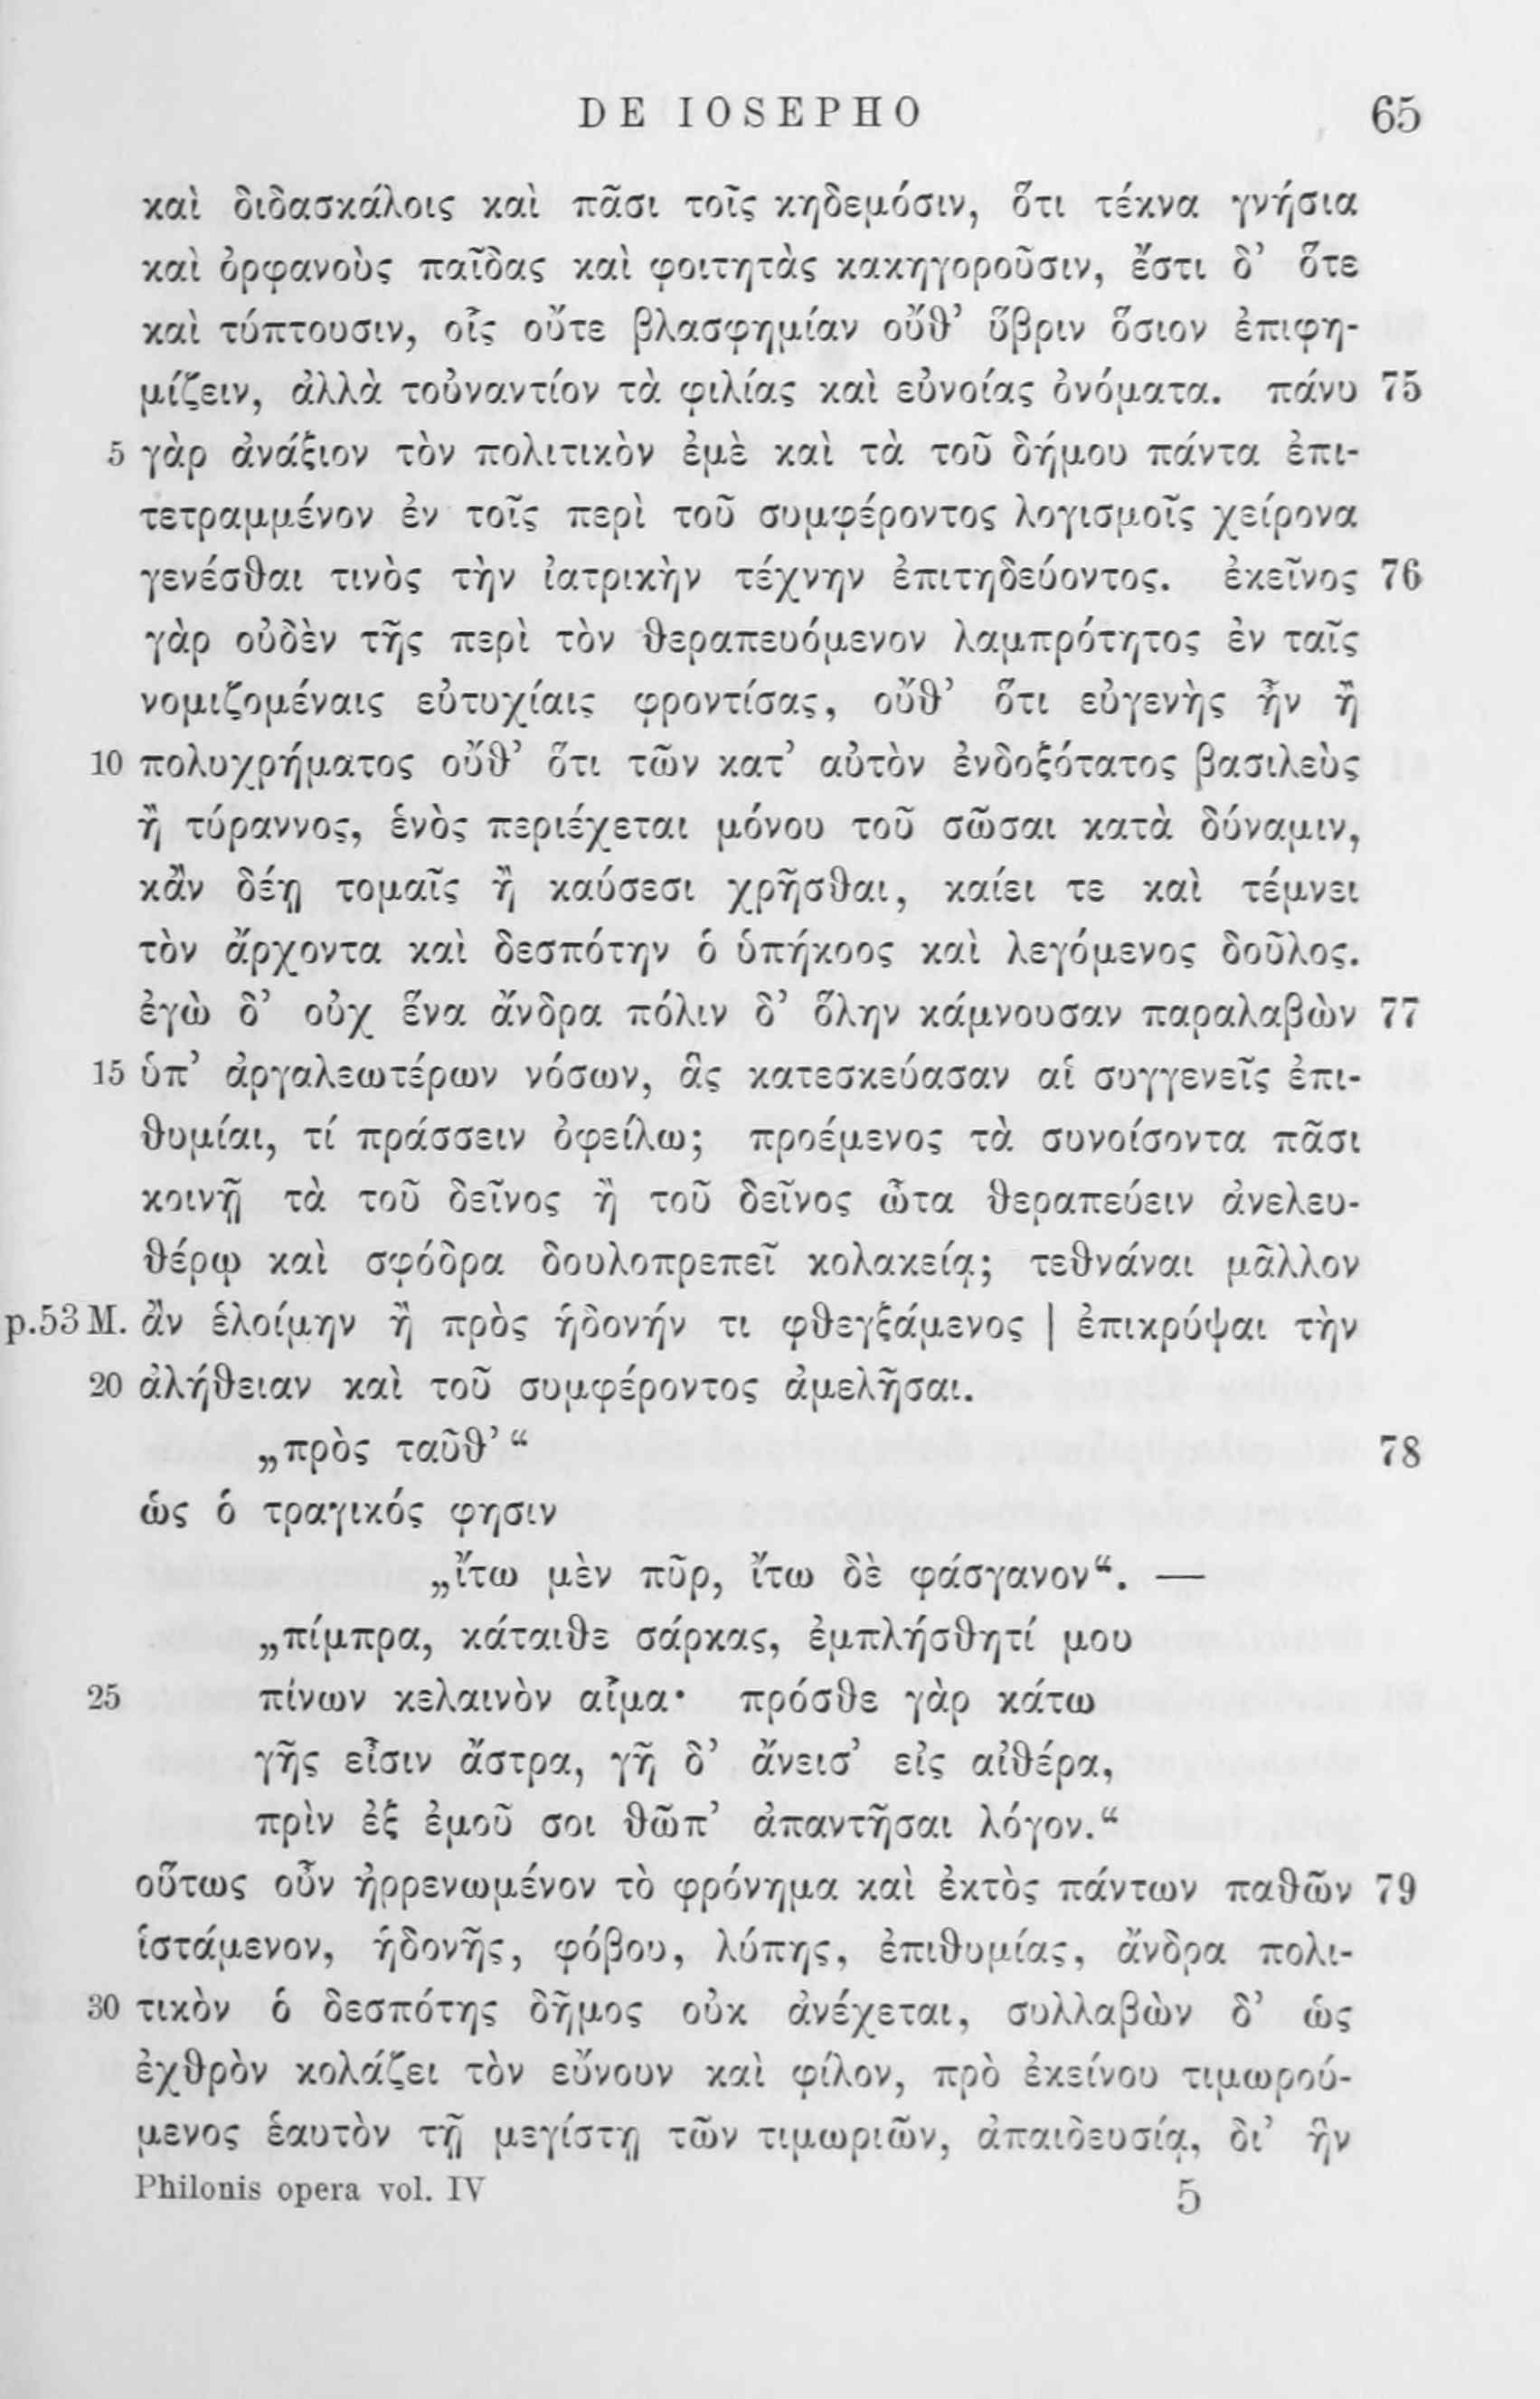 DE IOSEPHO 65
καὶ διδασκάλοις καὶ πᾶσι τοῖς κηδεμόσιν, ὅτι τέκνα γνήσια
καὶ ὀρφανοὺς παῖδας καὶ φοιτητὰς κακηγοροῦσιν, ἔστι δ’ ὅτε
καὶ τύπτουσιν, οἷς οὔτε βλασφημίαν οὔθ’ ὕβριν ὅσιον ἐπιφη-
μίζειν, ἀλλὰ τοὐναντίον τὰ φιλίας καὶ εὐνοίας ὀνόματα. πάνυ 75
5 γὰρ ἀνάξιον τὸν πολιτικὸν ἐμὲ καὶ τὰ τοῦ δήμου πάντα ἐπι-
τετραμμένον ἐν τοῖς περὶ τοῦ συμφέροντος λογισμοῖς χείρονα
γενέσθαι τινὸς τὴν ἰατρικὴν τέχνην ἐπιτηδεύοντος. ἐκεῖνος 76
γὰρ οὐδὲν τῆς περὶ τὸν θεραπευόμενον λαμπρότητος ἐν ταῖς
νομιζομέναις εὐτυχίαις φροντίσας, οὔθ’ ὅτι εὐγενὴς ἦν ἢ
10 πολυχρήματος οὔθ’ ὅτι τῶν κατ’ αὐτὸν ἐνδοξότατος βασιλεὺς
ἢ τύραννος, ἑνὸς περιέχεται μόνου τοῦ σῶσαι κατὰ δύναμιν,
κἂν δέῃ τομαῖς ἢ καύσεσι χρῆσθαι, καίει τε καὶ τέμνει
τὸν ἄρχοντα καὶ δεσπότην ὁ ὑπήκοος καὶ λεγόμενος δοῦλος.
ἐγὼ δ’ οὐχ ἕνα ἄνδρα πόλιν δ’ ὅλην κάμνουσαν παραλαβὼν 77
15 ὑπ’ ἀργαλεωτέρων νόσων, ἃς κατεσκεύασαν αἱ συγγενεῖς ἐπι-
θυμίαι, τί πράσσειν ὀφείλω; προέμενος τὰ συνοίσοντα πᾶσι
κοινῇ τὰ τοῦ δεῖνος ἢ τοῦ δεῖνος ὦτα θεραπεύειν ἀνελευ-
θέρῳ καὶ σφόδρα δουλοπρεπεῖ κολακείᾳ; τεθνάναι μᾶλλον
p.53 M. ἂν ἑλοίμην ἢ πρὸς ἡδονήν τι φθεγξάμενος | ἐπικρύψαι τὴν
20 ἀλήθειαν καὶ τοῦ συμφέροντος ἀμελῆσαι.
„πρὸς ταῦθ’“ 78
ὡς ὁ τραγικός φησιν
„ἴτω μὲν πῦρ, ἴτω δὲ φάσγανον“. —
„πίμπρα, κάταιθε σάρκας, ἐμπλήσθητί μου
25 πίνων κελαινὸν αἷμα· πρόσθε γὰρ κάτω
γῆς εἶσιν ἄστρα, γῆ δ’ ἄνεισ’ εἰς αἰθέρα,
πρὶν ἐξ ἐμοῦ σοι θῶπ’ ἀπαντῆσαι λόγον.“
οὕτως οὖν ἠρρενωμένον τὸ φρόνημα καὶ ἐκτὸς πάντων παθῶν 79
ἱστάμενον, ἡδονῆς, φόβου, λύπης, ἐπιθυμίας, ἄνδρα πολι-
30 τικὸν ὁ δεσπότης δῆμος οὐκ ἀνέχεται, συλλαβὼν δ’ ὡς
ἐχθρὸν κολάζει τὸν εὔνουν καὶ φίλον, πρὸ ἐκείνου τιμωρού-
μενος ἑαυτὸν τῇ μεγίστῃ τῶν τιμωριῶν, ἀπαιδευσίᾳ, δι’ ἣν
Philonis opera vol. IV 5